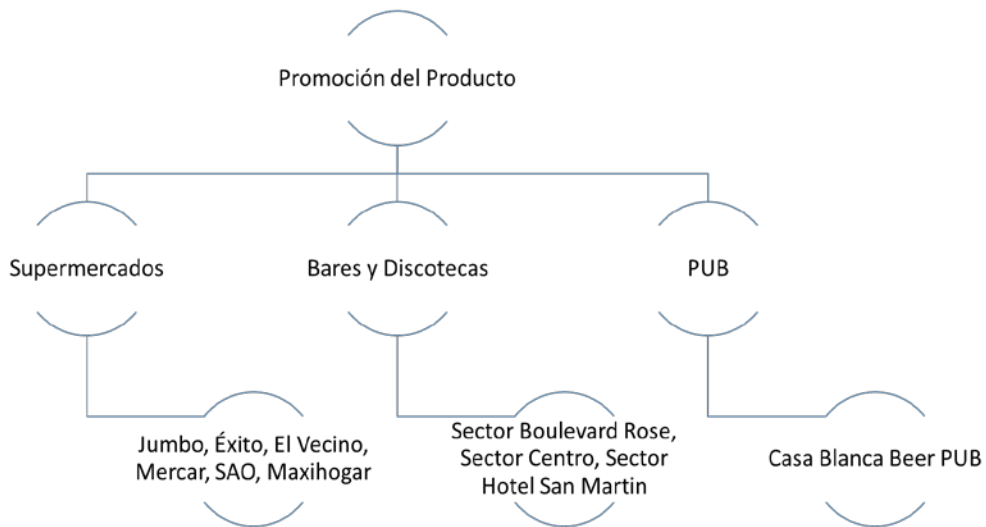 Promoción del Producto
Supermercados
Bares y Discotecas
PUB
Jumbo, Éxito, El Vecino,
Mercar, SAO, Maxihogar
Sector Boulevard Rose,
Sector Centro, Sector
Hotel San Martin
Casa Blanca Beer PUB